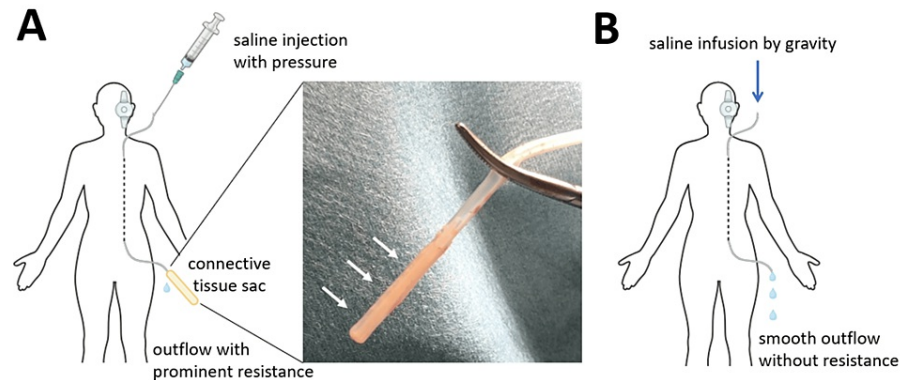 A
saline injection
with pressure
connective
tissue sac
outflow with
prominent resistance
B
saline infusion by gravity
smooth outflow
without resistance